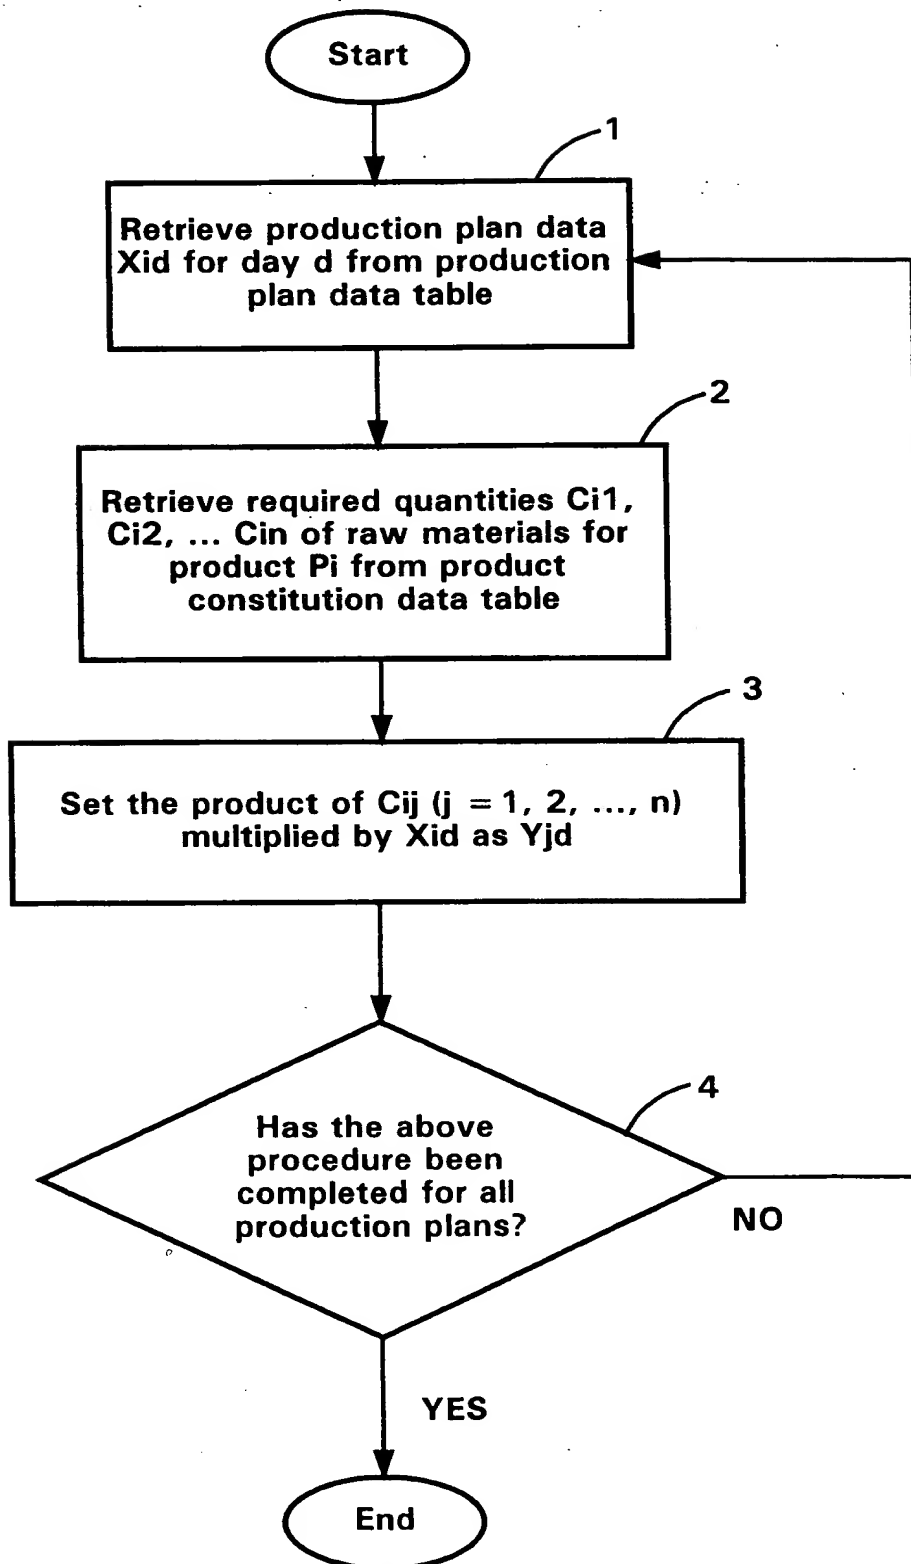 Start
1
Retrieve production plan data
Xid for day d from production
plan data table
2
Retrieve required quantities Ci1,
Ci2, ... Cin of raw materials for
product Pi from product
constitution data table
3
Set the product of Cij (j = 1, 2, ..., n)
multiplied by Xid as Yjd
4
Has the above
procedure been
completed for all
production plans?
NO
YES
End